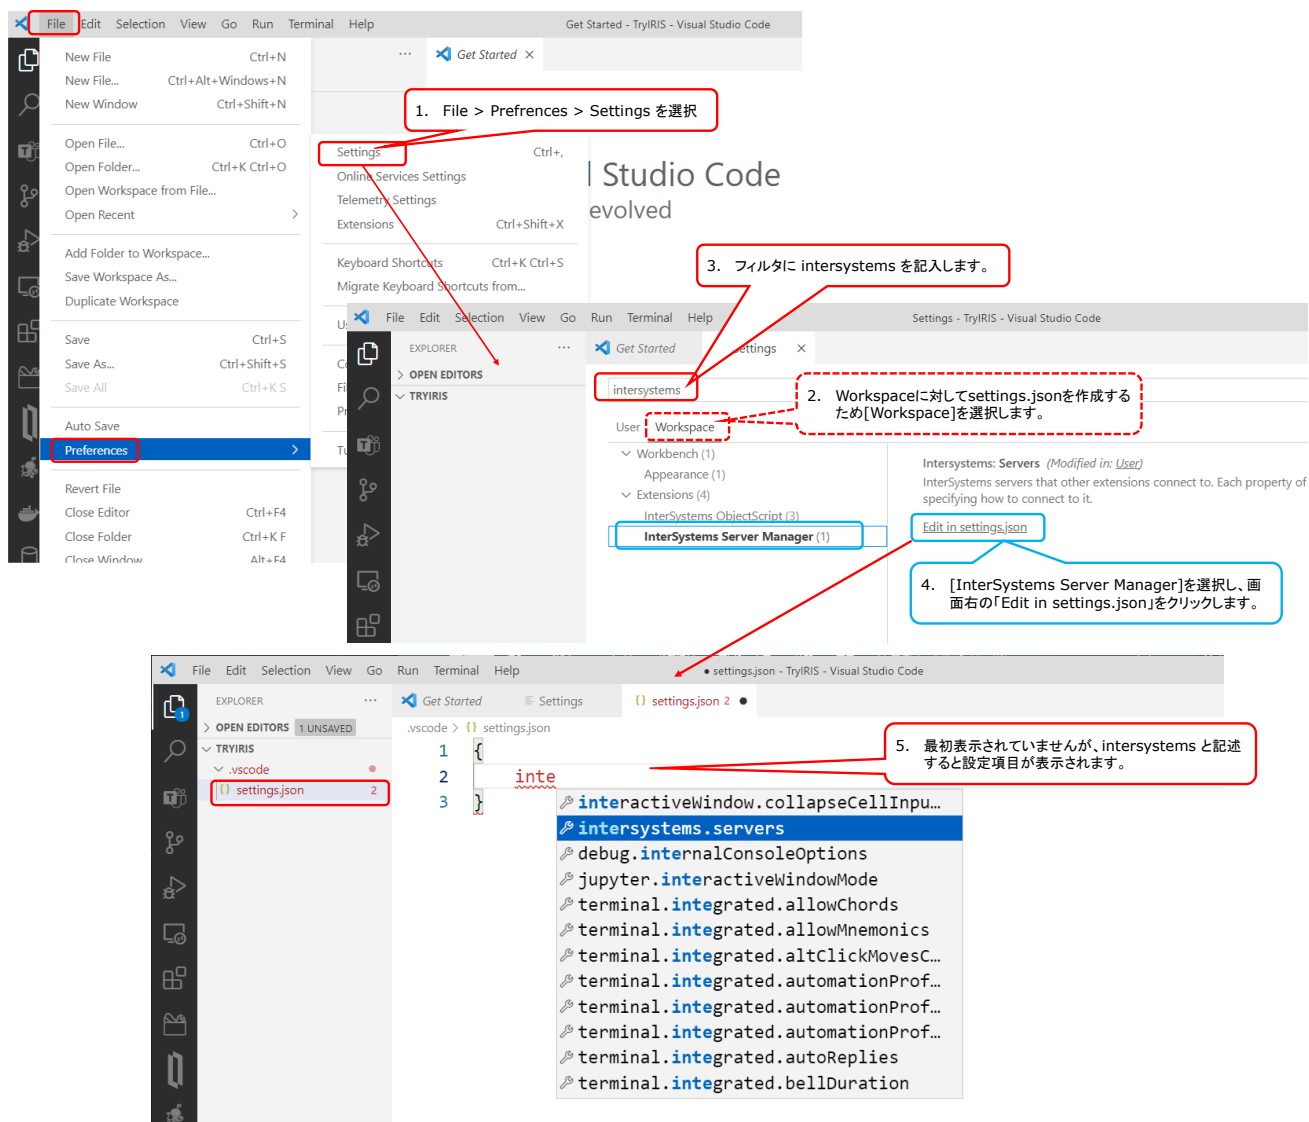 File Edit Selection View Go Run Terminal Help
Get Started - TryIRIS - Visual Studio Code
New File Ctrl+N
New File... Ctrl+Alt+Windows+N
New Window Ctrl+Shift+N
Open File... Ctrl+O
Open Folder... Ctrl+K Ctrl+O
Open Workspace from File...
Open Recent
Add Folder to Workspace...
Save Workspace As...
Duplicate Workspace
Save Ctrl+S
Save As... Ctrl+Shift+S
Save All Ctrl+K S
Auto Save
Preferences
Revert File
Close Editor Ctrl+F4
Close Folder Ctrl+K F
Close Window Alt+F4
Get Started
1. File > Prefrences > Settings を選択
Settings Ctrl+,
Online Services Settings
Telemetry Settings
Extensions Ctrl+Shift+X
Keyboard Shortcuts Ctrl+K Ctrl+S
Migrate Keyboard Shortcuts from...
Studio Code
evolved
3. フィルタに intersystems を記入します。
File Edit Selection View Go Run Terminal Help
Settings - TryIRIS - Visual Studio Code
EXPLORER
OPEN EDITORS
TRYIRIS
Get Started
ettings
intersystems
2. Workspaceに対してsettings.jsonを作成する
ため[Workspace]を選択します。
User Workspace
Workbench (1)
Appearance (1)
Extensions (4)
InterSystems ObjectScript (3)
InterSystems Server Manager (1)
Intersystems: Servers (Modified in: User)
InterSystems servers that other extensions connect to. Each property of
specifying how to connect to it.
Edit in settings.json
4. [InterSystems Server Manager]を選択し、画
面右の「Edit in settings.json」をクリックします。
File Edit Selection View Go Run Terminal Help
● settings.json - TryIRIS - Visual Studio Code
EXPLORER
OPEN EDITORS 1 UNSAVED
TRYIRIS
.vscode
{} settings.json 2
Get Started
Settings
{} settings.json 2 ●
.vscode > {} settings.json
1 {
2 inte
3 }
5. 最初表示されていませんが、intersystems と記述
すると設定項目が表示されます。
interactiveWindow.collapseCellInpu…
intersystems.servers
debug.internalConsoleOptions
jupyter.interactiveWindowMode
terminal.integrated.allowChords
terminal.integrated.allowMnemonics
terminal.integrated.altClickMovesC…
terminal.integrated.automationProf…
terminal.integrated.automationProf…
terminal.integrated.automationProf…
terminal.integrated.autoReplies
terminal.integrated.bellDuration